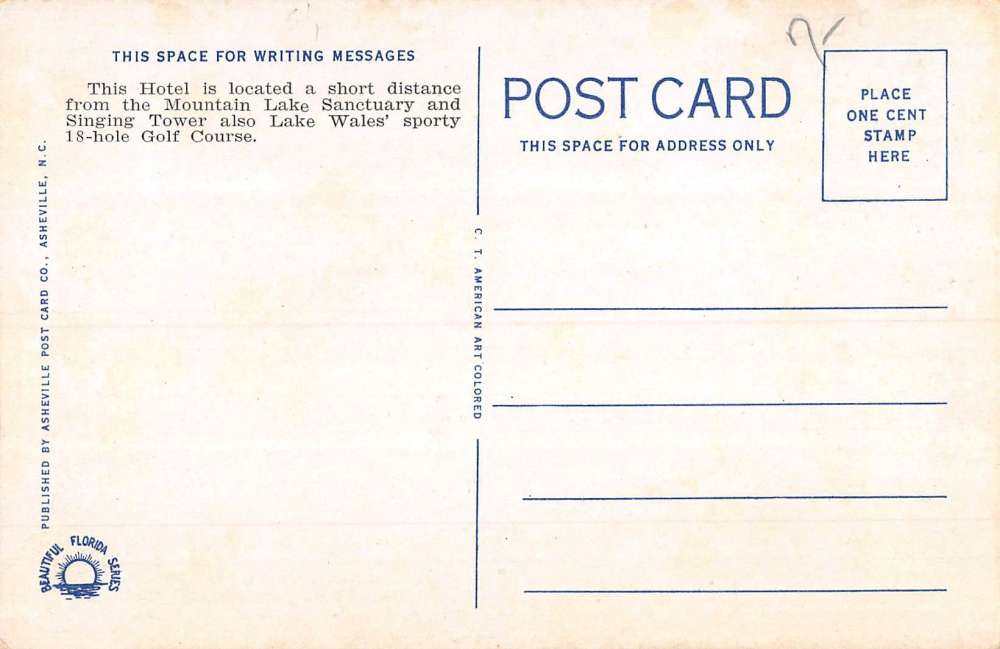 THIS SPACE FOR WRITING MESSAGES
This Hotel is located a short distance
from the Mountain Lake Sanctuary and
Singing Tower also Lake Wales' sporty
18-hole Golf Course.
PUBLISHED BY ASHEVILLE POST CARD CO., ASHEVILLE, N. C.
BEAUTIFUL FLORIDA SERIES
C. T. AMERICAN ART COLORED
POST CARD
THIS SPACE FOR ADDRESS ONLY
PLACE
ONE CENT
STAMP
HERE